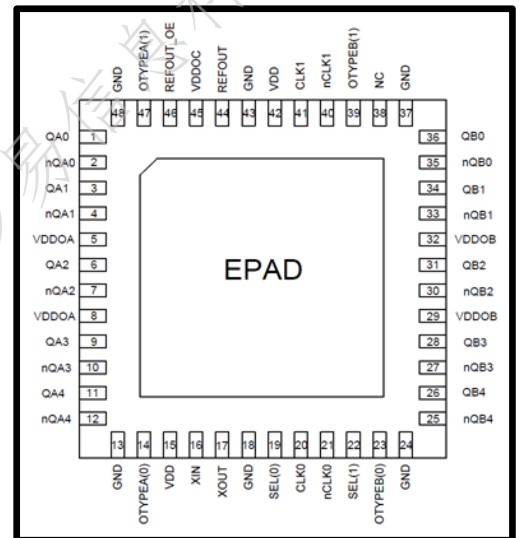 GND
OTYPEA(1)
REFOUT_OE
VDDOC
REFOUT
GND
VDD
CLK1
nCLK1
OTYPEB(1)
NC
GND
48 47 46 45 44 43 42 41 40 39 38 37
QA0 1
nQA0 2
QA1 3
nQA1 4
VDDOA 5
QA2 6
nQA2 7
VDDOA 8
QA3 9
nQA3 10
QA4 11
nQA4 12
EPAD
36 QB0
35 nQB0
34 QB1
33 nQB1
32 VDDOB
31 QB2
30 nQB2
29 VDDOB
28 QB3
27 nQB3
26 QB4
25 nQB4
13 14 15 16 17 18 19 20 21 22 23 24
GND
OTYPEA(0)
VDD
XIN
XOUT
GND
SEL(0)
CLK0
nCLK0
SEL(1)
OTYPEB(0)
GND
易信息